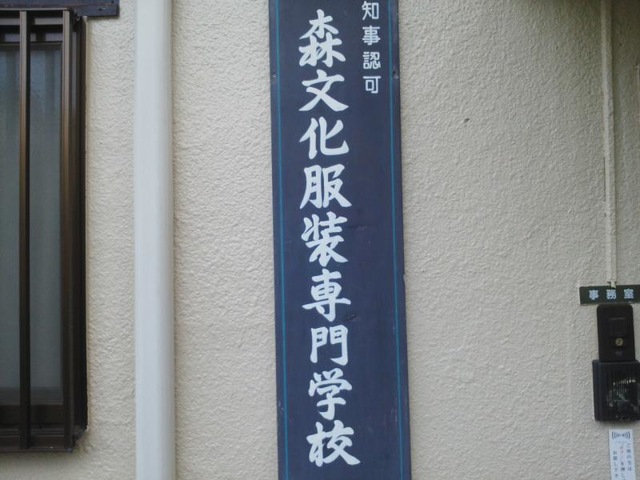 知事認可
森文化服装専門学校
事務室